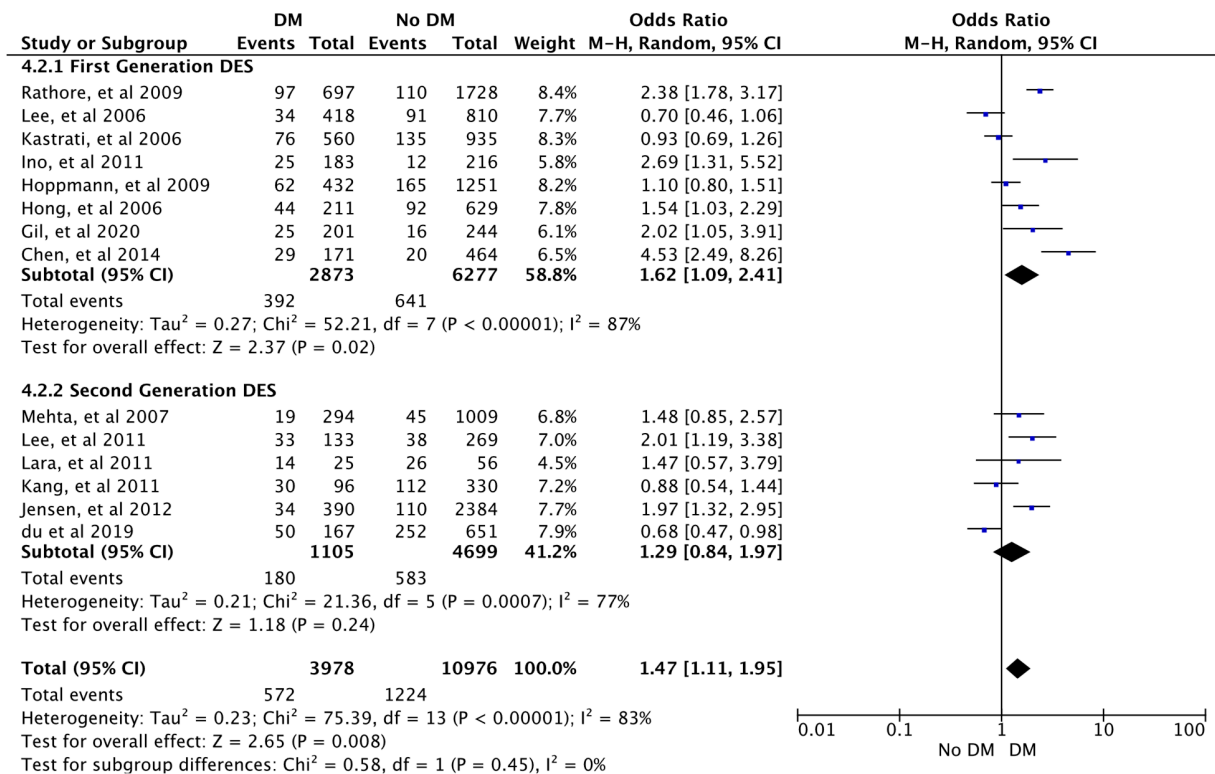 DM No DM Odds Ratio Odds Ratio
Study or Subgroup Events Total Events Total Weight M-H, Random, 95% CI M-H, Random, 95% CI
4.2.1 First Generation DES
Rathore, et al 2009 97 697 110 1728 8.4% 2.38 [1.78, 3.17]
Lee, et al 2006 34 418 91 810 7.7% 0.70 [0.46, 1.06]
Kastrati, et al 2006 76 560 135 935 8.3% 0.93 [0.69, 1.26]
Ino, et al 2011 25 183 12 216 5.8% 2.69 [1.31, 5.52]
Hoppmann, et al 2009 62 432 165 1251 8.2% 1.10 [0.80, 1.51]
Hong, et al 2006 44 211 92 629 7.8% 1.54 [1.03, 2.29]
Gil, et al 2020 25 201 16 244 6.1% 2.02 [1.05, 3.91]
Chen, et al 2014 29 171 20 464 6.5% 4.53 [2.49, 8.26]
Subtotal (95% CI) 2873 6277 58.8% 1.62 [1.09, 2.41]
Total events 392 641
Heterogeneity: Tau² = 0.27; Chi² = 52.21, df = 7 (P < 0.00001); I² = 87%
Test for overall effect: Z = 2.37 (P = 0.02)
4.2.2 Second Generation DES
Mehta, et al 2007 19 294 45 1009 6.8% 1.48 [0.85, 2.57]
Lee, et al 2011 33 133 38 269 7.0% 2.01 [1.19, 3.38]
Lara, et al 2011 14 25 26 56 4.5% 1.47 [0.57, 3.79]
Kang, et al 2011 30 96 112 330 7.2% 0.88 [0.54, 1.44]
Jensen, et al 2012 34 390 110 2384 7.7% 1.97 [1.32, 2.95]
du et al 2019 50 167 252 651 7.9% 0.68 [0.47, 0.98]
Subtotal (95% CI) 1105 4699 41.2% 1.29 [0.84, 1.97]
Total events 180 583
Heterogeneity: Tau² = 0.21; Chi² = 21.36, df = 5 (P = 0.0007); I² = 77%
Test for overall effect: Z = 1.18 (P = 0.24)
Total (95% CI) 3978 10976 100.0% 1.47 [1.11, 1.95]
Total events 572 1224
Heterogeneity: Tau² = 0.23; Chi² = 75.39, df = 13 (P < 0.00001); I² = 83%
Test for overall effect: Z = 2.65 (P = 0.008)
Test for subgroup differences: Chi² = 0.58, df = 1 (P = 0.45), I² = 0%
0.01 0.1 1 10 100
No DM DM